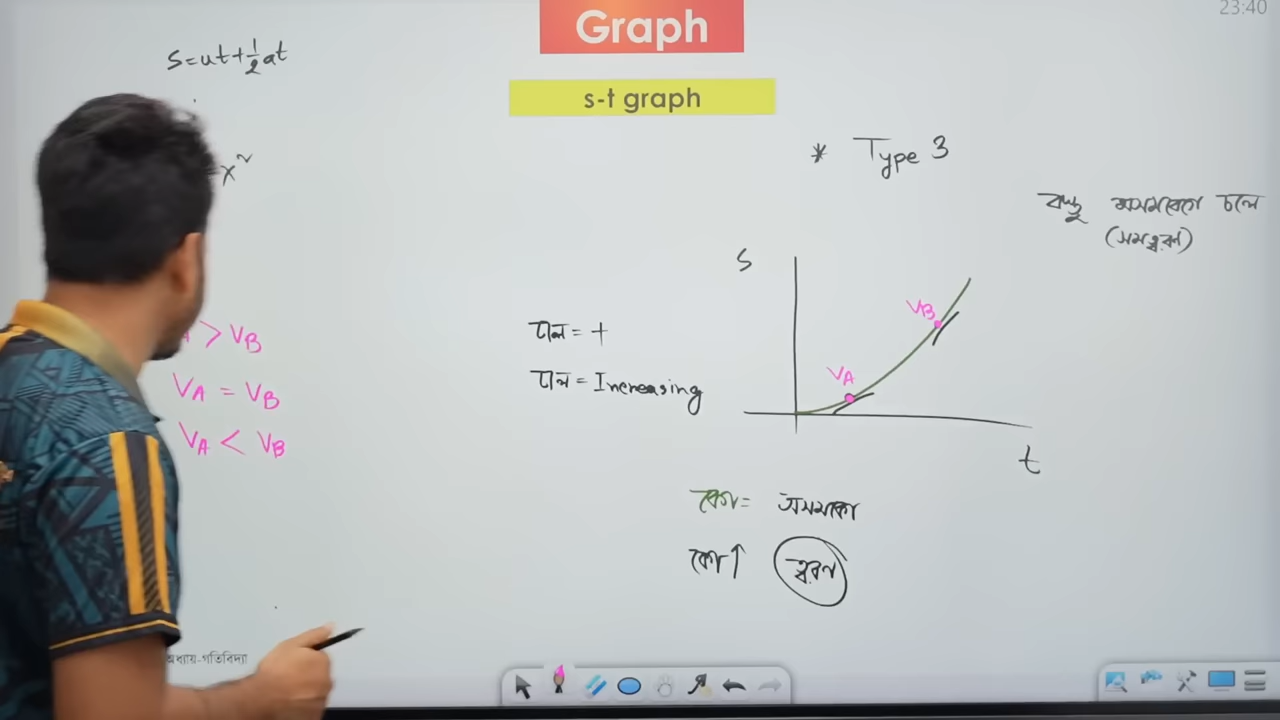 23:40
Graph
s-t graph
s=ut+½at
* Type 3
=x²
বস্তু অসমবেগে চলে
(সমত্বরণ)
s
> VB
VA = VB
VA < VB
ঢাল = +
ঢাল = Increasing
VB
VA
t
বেগ = অসমবেগ
বেগ↑ ত্বরণ
অধ্যায়-গতিবিদ্যা